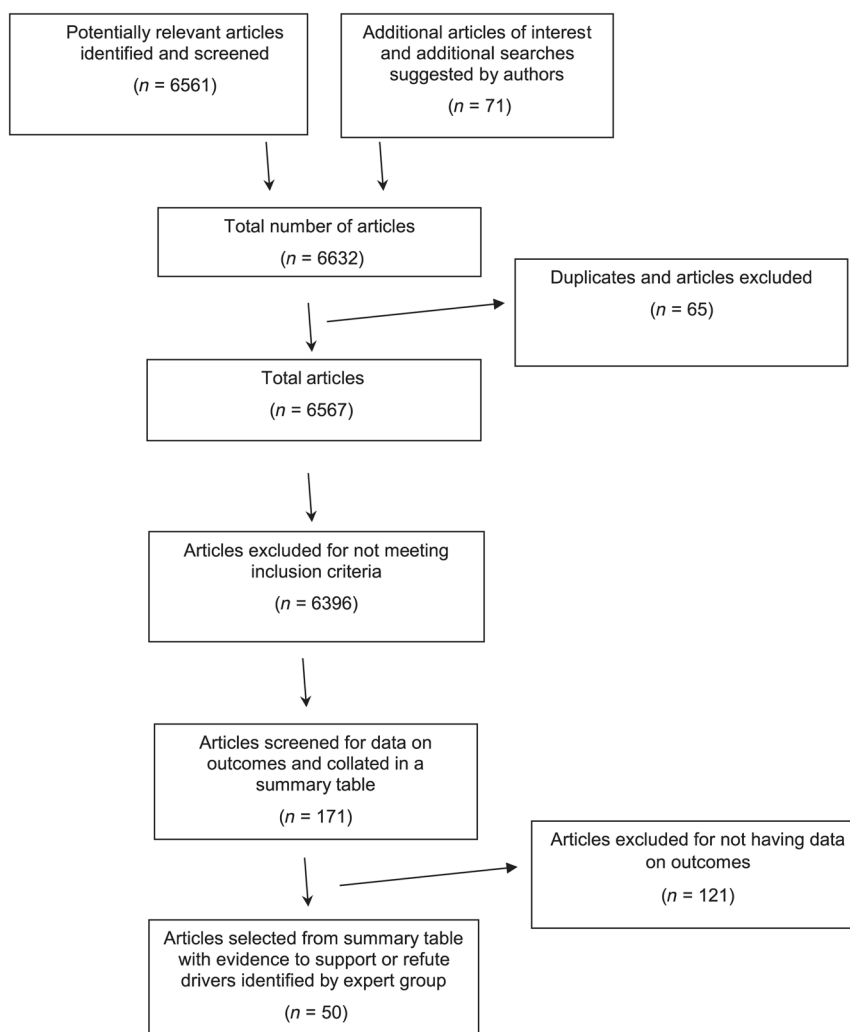 Potentially relevant articles
identified and screened
(n = 6561)
Additional articles of interest
and additional searches
suggested by authors
(n = 71)
Total number of articles
(n = 6632)
Duplicates and articles excluded
(n = 65)
Total articles
(n = 6567)
Articles excluded for not meeting
inclusion criteria
(n = 6396)
Articles screened for data on
outcomes and collated in a
summary table
(n = 171)
Articles excluded for not having data
on outcomes
(n = 121)
Articles selected from summary table
with evidence to support or refute
drivers identified by expert group
(n = 50)